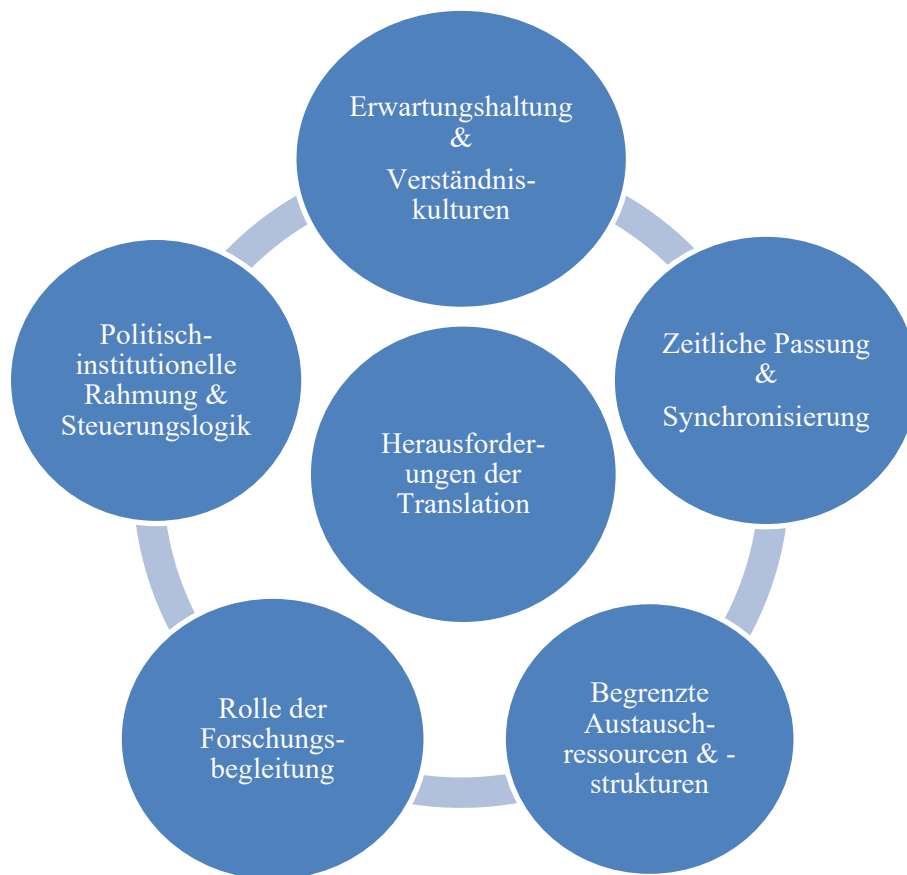 Erwartungshaltung
&
Verständnis-
kulturen
Zeitliche Passung
&
Synchronisierung
Begrenzte
Austausch-
ressourcen & -
strukturen
Rolle der
Forschungs-
begleitung
Politisch-
institutionelle
Rahmung &
Steuerungslogik
Herausforder-
ungen der
Translation